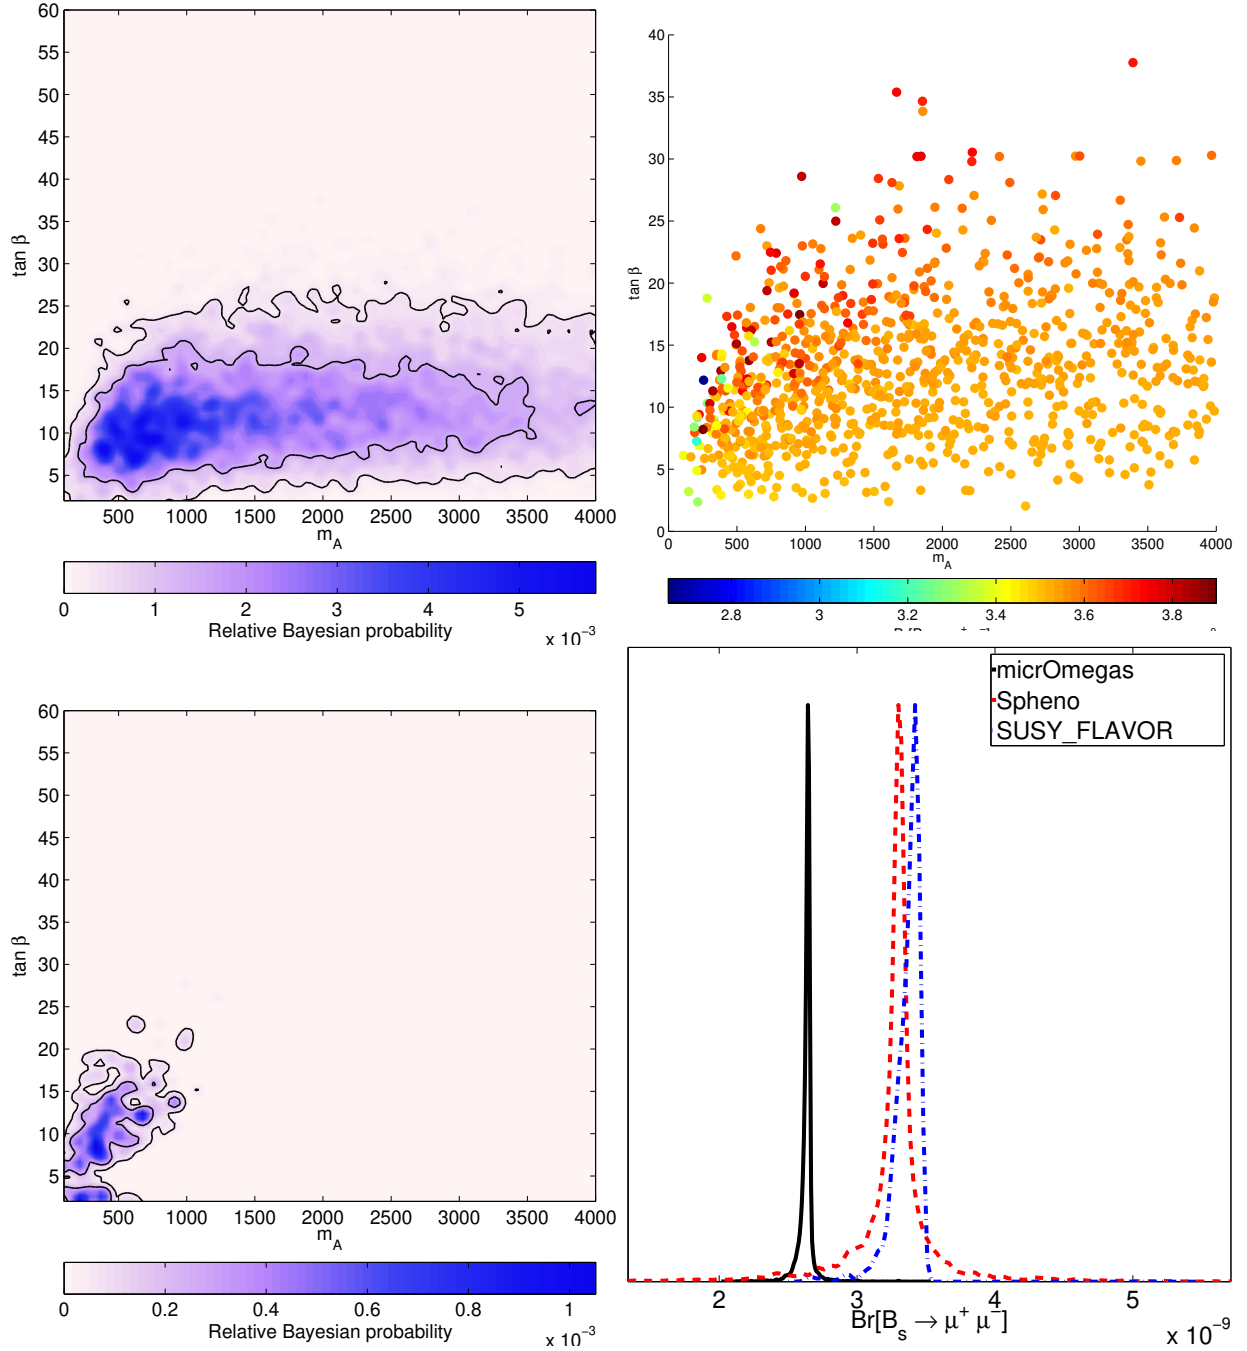 60
55
50
45
40
35
30
25
20
15
10
5
tan β
500 1000 1500 2000 2500 3000 3500 4000
m_A
0 1 2 3 4 5
Relative Bayesian probability
x 10^-3
40
35
30
25
20
15
10
5
0
tan β
0 500 1000 1500 2000 2500 3000 3500 4000
m_A
2.8 3 3.2 3.4 3.6 3.8
60
55
50
45
40
35
30
25
20
15
10
5
tan β
500 1000 1500 2000 2500 3000 3500 4000
m_A
0 0.2 0.4 0.6 0.8 1
Relative Bayesian probability
x 10^-3
micrOmegas
Spheno
SUSY_FLAVOR
2 3 4 5
Br[B_s → μ^+ μ^-]
x 10^-9